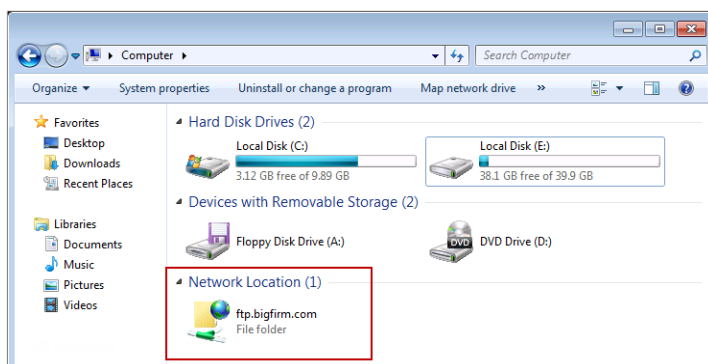 Computer
Search Computer
Organize
System properties
Uninstall or change a program
Map network drive
»
Favorites
Desktop
Downloads
Recent Places
Libraries
Documents
Music
Pictures
Videos
Hard Disk Drives (2)
Local Disk (C:)
3.12 GB free of 9.89 GB
Local Disk (E:)
38.1 GB free of 39.9 GB
Devices with Removable Storage (2)
Floppy Disk Drive (A:)
DVD
DVD Drive (D:)
Network Location (1)
ftp.bigfirm.com
File folder